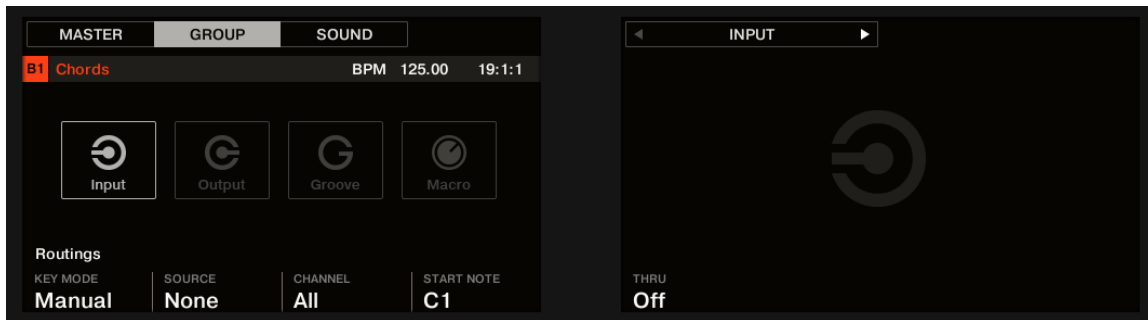 MASTER GROUP SOUND
B1 Chords BPM 125.00 19:1:1
Input Output Groove Macro
Routings
KEY MODE SOURCE CHANNEL START NOTE
Manual None All C1
INPUT
THRU
Off